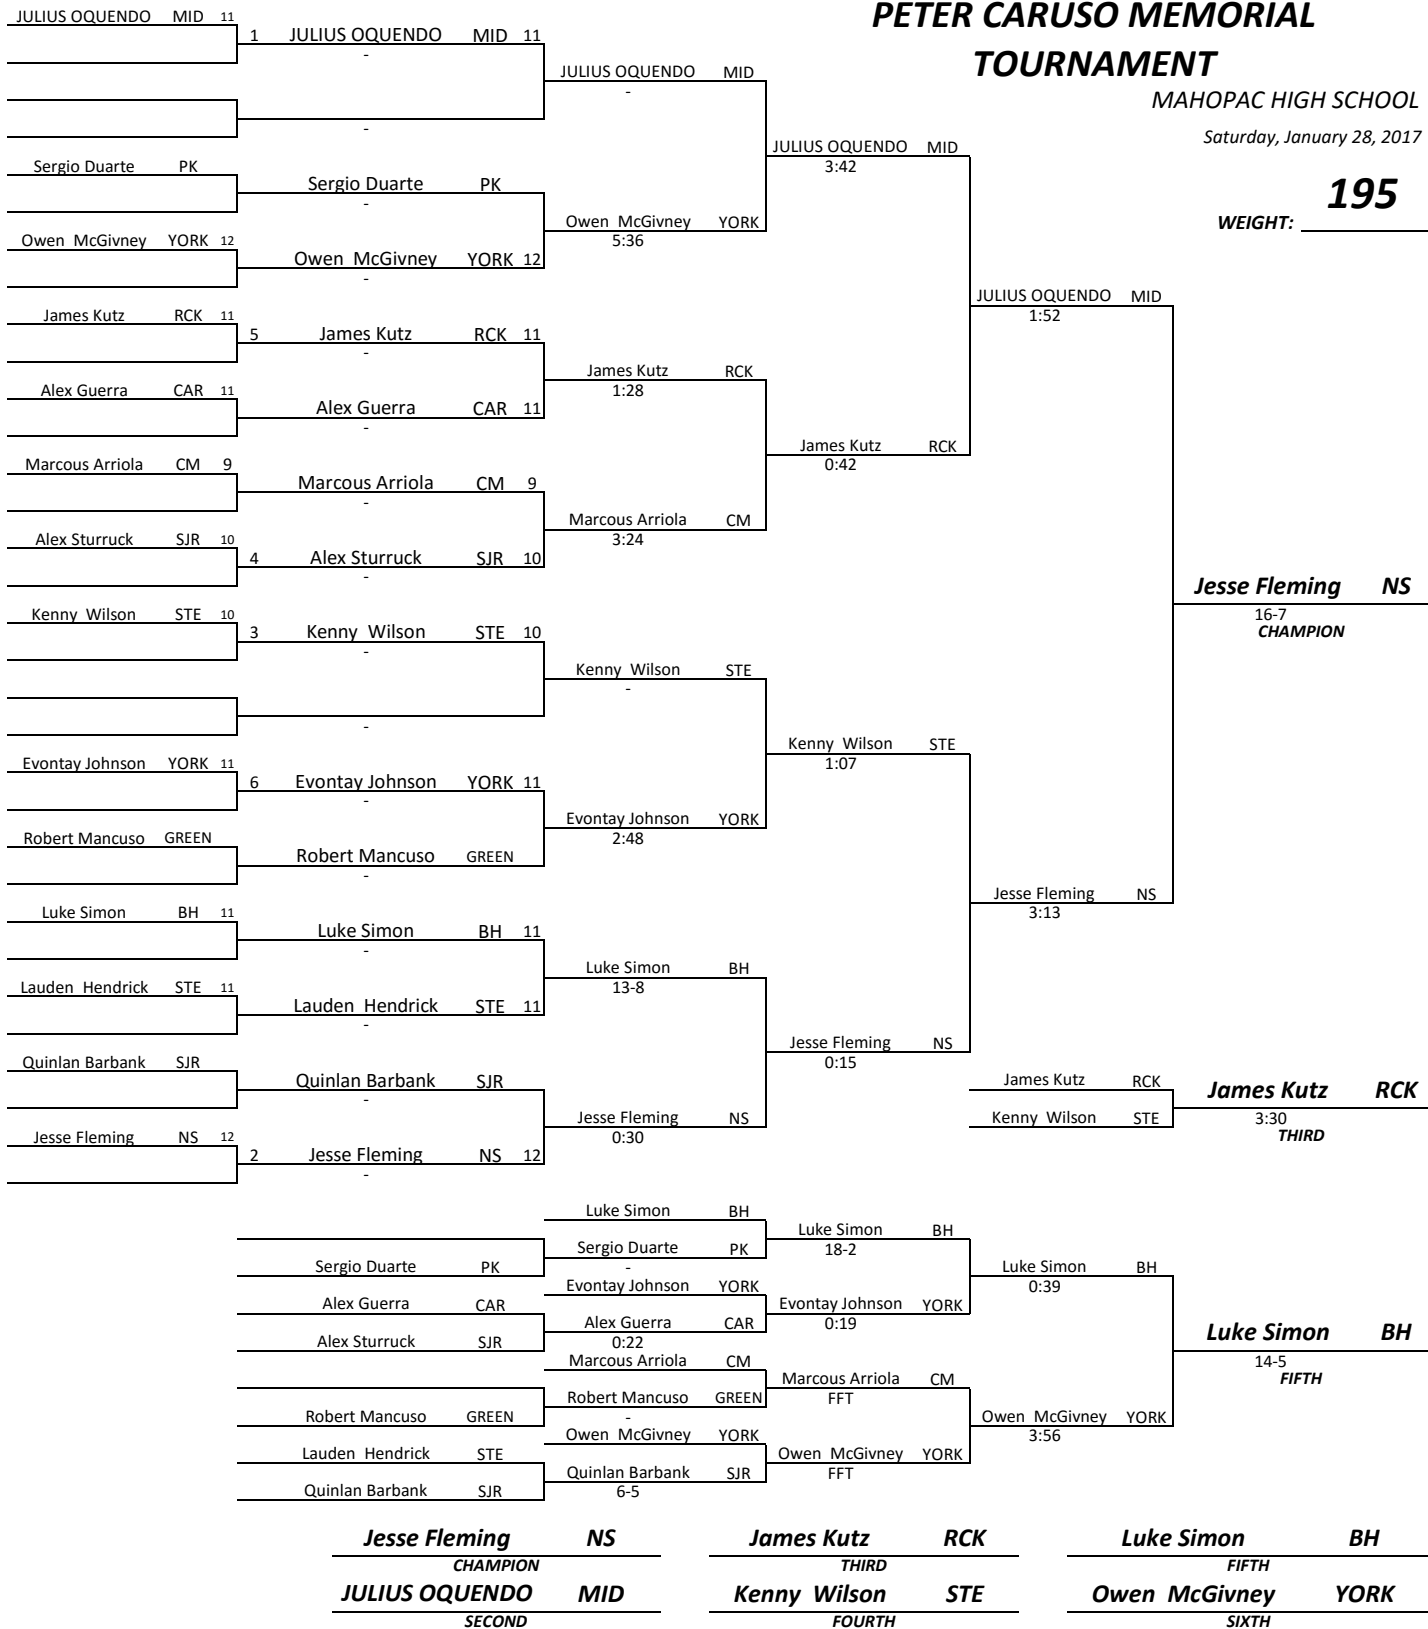 PETER CARUSO MEMORIAL
TOURNAMENT
MAHOPAC HIGH SCHOOL
Saturday, January 28, 2017
195
WEIGHT:
JULIUS OQUENDO MID 11
Sergio Duarte PK
Owen McGivney YORK 12
James Kutz RCK 11
Alex Guerra CAR 11
Marcous Arriola CM 9
Alex Sturruck SJR 10
Kenny Wilson STE 10
Evontay Johnson YORK 11
Robert Mancuso GREEN
Luke Simon BH 11
Lauden Hendrick STE 11
Quinlan Barbank SJR
Jesse Fleming NS 12
1 JULIUS OQUENDO MID 11
-
-
Sergio Duarte PK
-
Owen McGivney YORK 12
-
5 James Kutz RCK 11
-
Alex Guerra CAR 11
-
Marcous Arriola CM 9
-
4 Alex Sturruck SJR 10
-
3 Kenny Wilson STE 10
-
-
6 Evontay Johnson YORK 11
-
Robert Mancuso GREEN
-
Luke Simon BH 11
-
Lauden Hendrick STE 11
-
Quinlan Barbank SJR
-
2 Jesse Fleming NS 12
-
JULIUS OQUENDO MID
-
Owen McGivney YORK
5:36
James Kutz RCK
1:28
Marcous Arriola CM
3:24
Kenny Wilson STE
-
Evontay Johnson YORK
2:48
Luke Simon BH
13-8
Jesse Fleming NS
0:30
JULIUS OQUENDO MID
3:42
James Kutz RCK
0:42
Kenny Wilson STE
1:07
Jesse Fleming NS
0:15
JULIUS OQUENDO MID
1:52
Jesse Fleming NS
3:13
Jesse Fleming NS
16-7
CHAMPION
James Kutz RCK
Kenny Wilson STE
James Kutz RCK
3:30
THIRD
Sergio Duarte PK
Alex Guerra CAR
Alex Sturruck SJR
Robert Mancuso GREEN
Lauden Hendrick STE
Quinlan Barbank SJR
Luke Simon BH
Sergio Duarte PK
-
Evontay Johnson YORK
Alex Guerra CAR
0:22
Marcous Arriola CM
Robert Mancuso GREEN
-
Owen McGivney YORK
Quinlan Barbank SJR
6-5
Luke Simon BH
18-2
Evontay Johnson YORK
0:19
Marcous Arriola CM
FFT
Owen McGivney YORK
FFT
Luke Simon BH
0:39
Owen McGivney YORK
3:56
Luke Simon BH
14-5
FIFTH
Jesse Fleming NS James Kutz RCK Luke Simon BH
CHAMPION THIRD FIFTH
JULIUS OQUENDO MID Kenny Wilson STE Owen McGivney YORK
SECOND FOURTH SIXTH